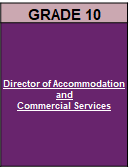 GRADE 10
Director of Accommodation
and
Commercial Services